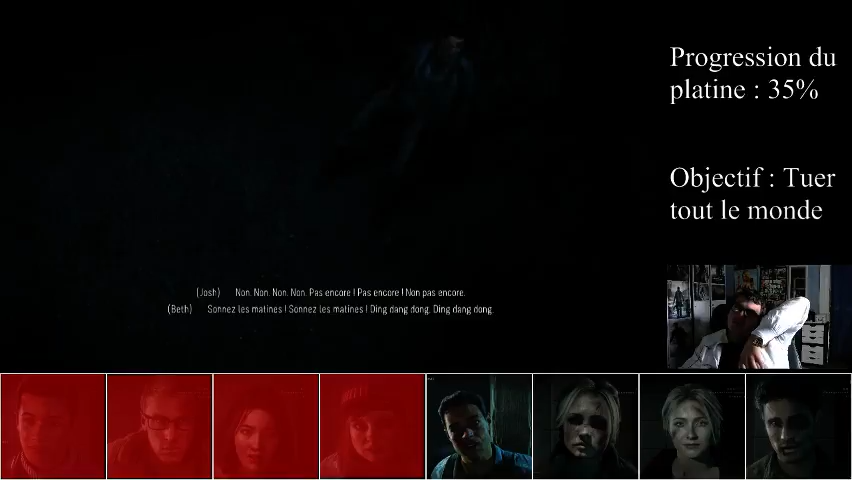 Progression du
platine : 35%
Objectif : Tuer
tout le monde
(Josh) Non. Non. Non. Non. Pas encore ! Pas encore ! Non pas encore.
(Beth) Sonnez les matines ! Sonnez les matines ! Ding dang dong. Ding dang dong.